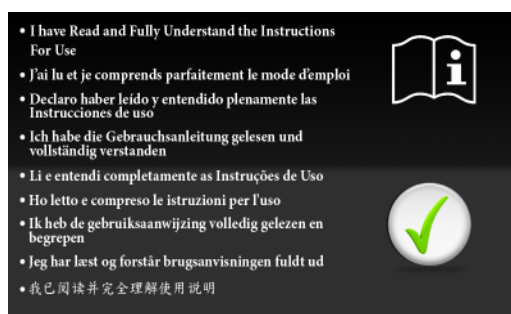 • I have Read and Fully Understand the Instructions
For Use
• J'ai lu et je comprends parfaitement le mode d'emploi
• Declaro haber leído y entendido plenamente las
Instrucciones de uso
• Ich habe die Gebrauchsanleitung gelesen und
vollständig verstanden
• Li e entendi completamente as Instruções de Uso
• Ho letto e compreso le istruzioni per l'uso
• Ik heb de gebruiksaanwijzing volledig gelezen en
begrepen
• Jeg har læst og forstår brugsanvisningen fuldt ud
• 我已阅读并完全理解使用说明
i